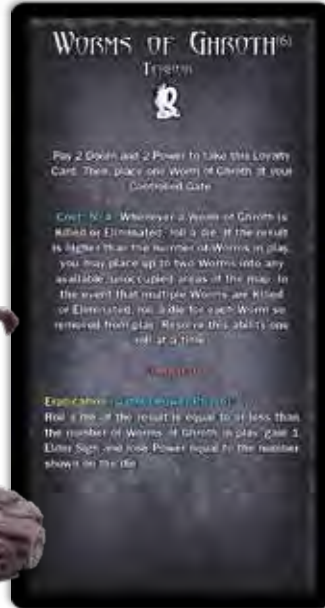 WORMS OF GHROTH(6)
Terror
Pay 2 Doom and 2 Power to take this Loyalty
Card. Then, place one Worm of Ghroth at your
Controlled Gate.
Cost: N/A. Whenever a Worm of Ghroth is
Killed or Eliminated, roll a die. If the result
is higher than the number of Worms in play,
you may place up to two Worms into any
available unoccupied areas of the map. In
the event that multiple Worms are Killed
or Eliminated, roll a die for each Worm so
removed from play. Resolve this ability one
roll at a time.
Combat: 0
Roll a die. If the result is equal to or less than
the number of Worms of Ghroth in play, gain 1
Elder Sign and lose Power equal to the number
shown on the die.